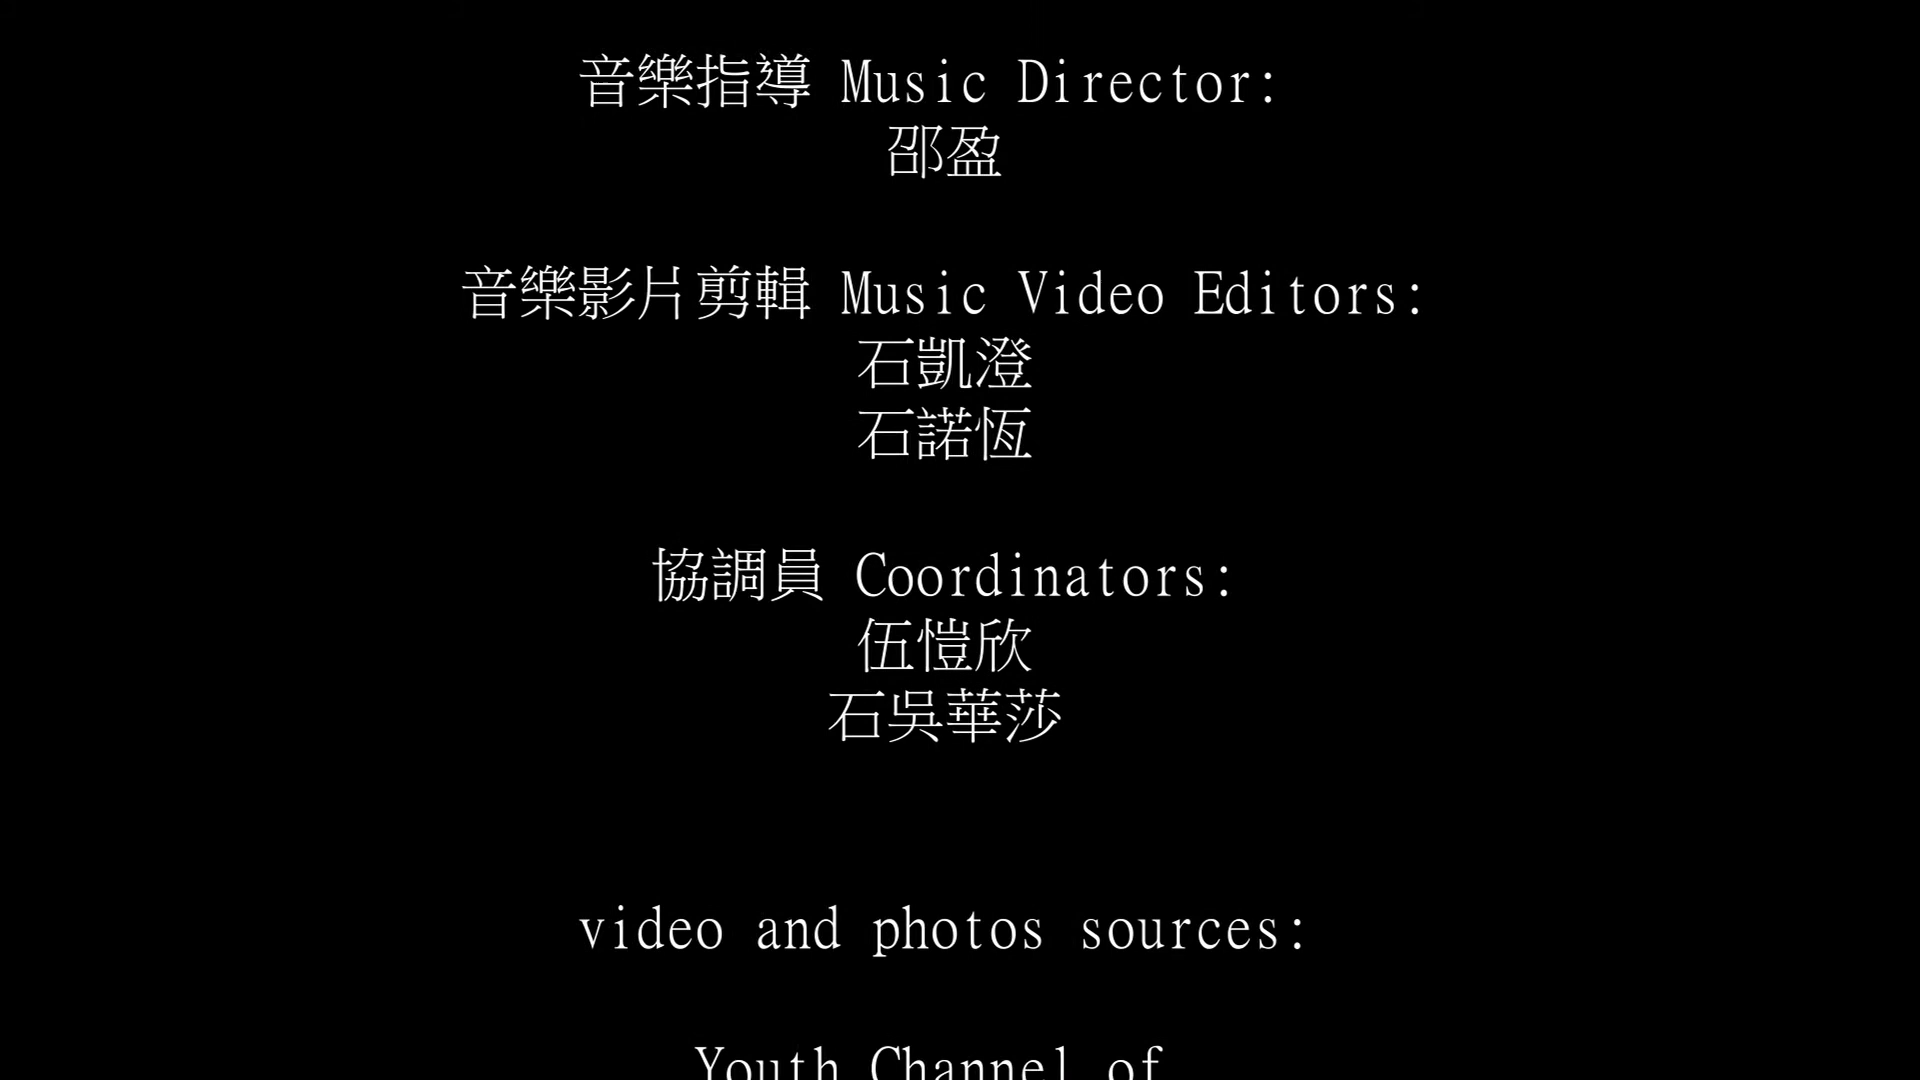 音樂指導 Music Director:
邵盈
音樂影片剪輯 Music Video Editors:
石凱澄
石諾恆
協調員 Coordinators:
伍愷欣
石吳華莎
video and photos sources:
Youth Channel of